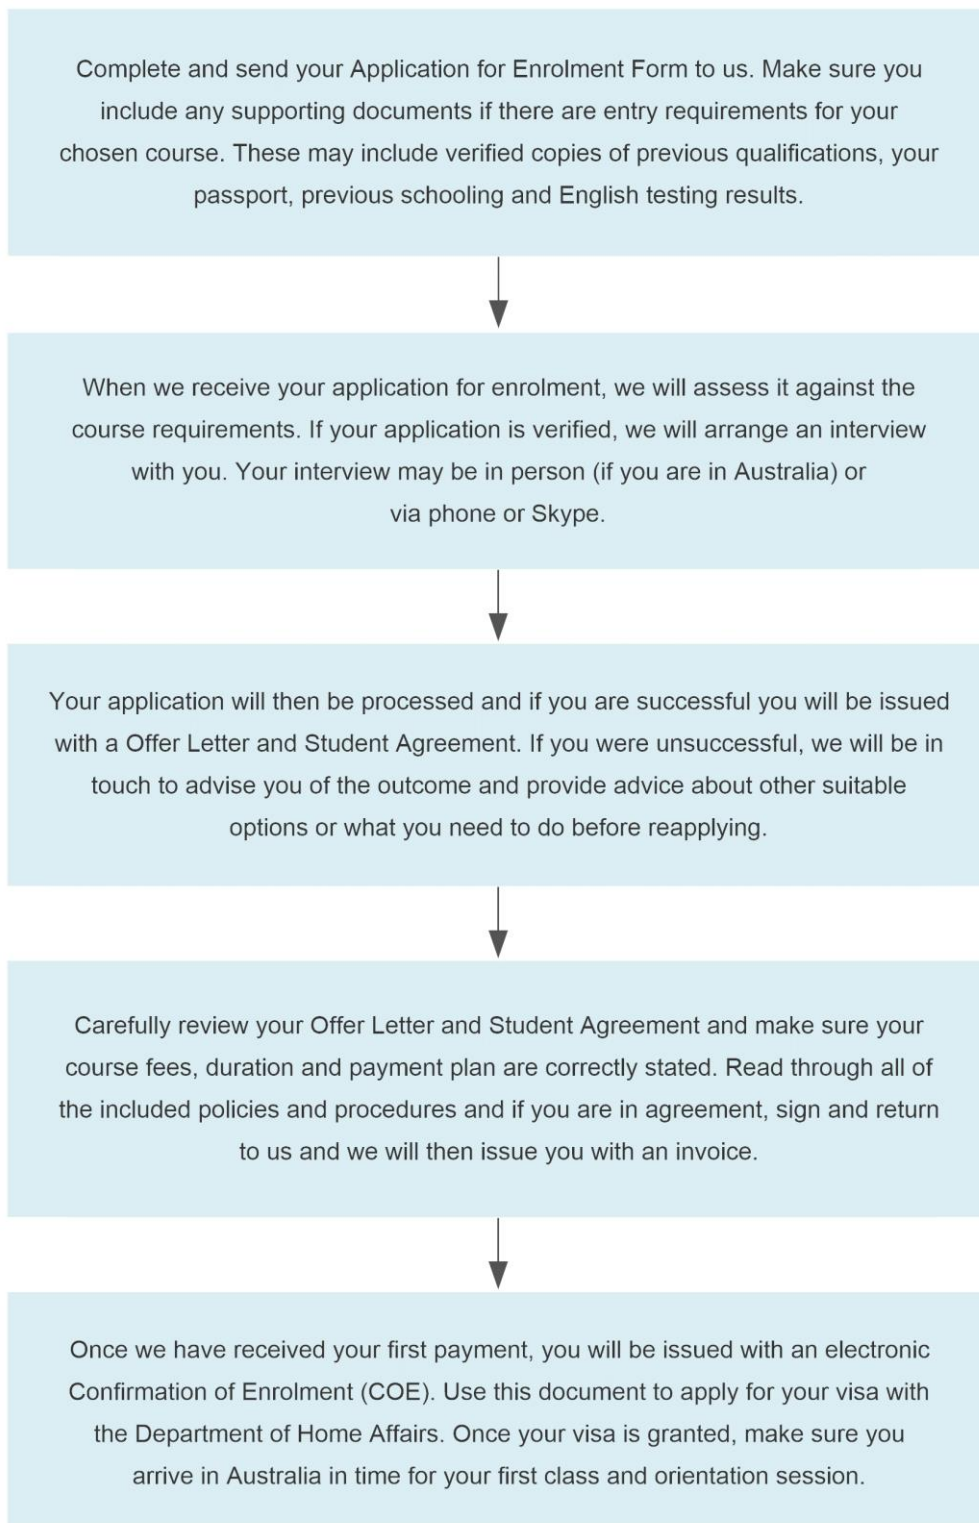 Complete and send your Application for Enrolment Form to us. Make sure you
include any supporting documents if there are entry requirements for your
chosen course. These may include verified copies of previous qualifications, your
passport, previous schooling and English testing results.
When we receive your application for enrolment, we will assess it against the
course requirements. If your application is verified, we will arrange an interview
with you. Your interview may be in person (if you are in Australia) or
via phone or Skype.
Your application will then be processed and if you are successful you will be issued
with a Offer Letter and Student Agreement. If you were unsuccessful, we will be in
touch to advise you of the outcome and provide advice about other suitable
options or what you need to do before reapplying.
Carefully review your Offer Letter and Student Agreement and make sure your
course fees, duration and payment plan are correctly stated. Read through all of
the included policies and procedures and if you are in agreement, sign and return
to us and we will then issue you with an invoice.
Once we have received your first payment, you will be issued with an electronic
Confirmation of Enrolment (COE). Use this document to apply for your visa with
the Department of Home Affairs. Once your visa is granted, make sure you
arrive in Australia in time for your first class and orientation session.